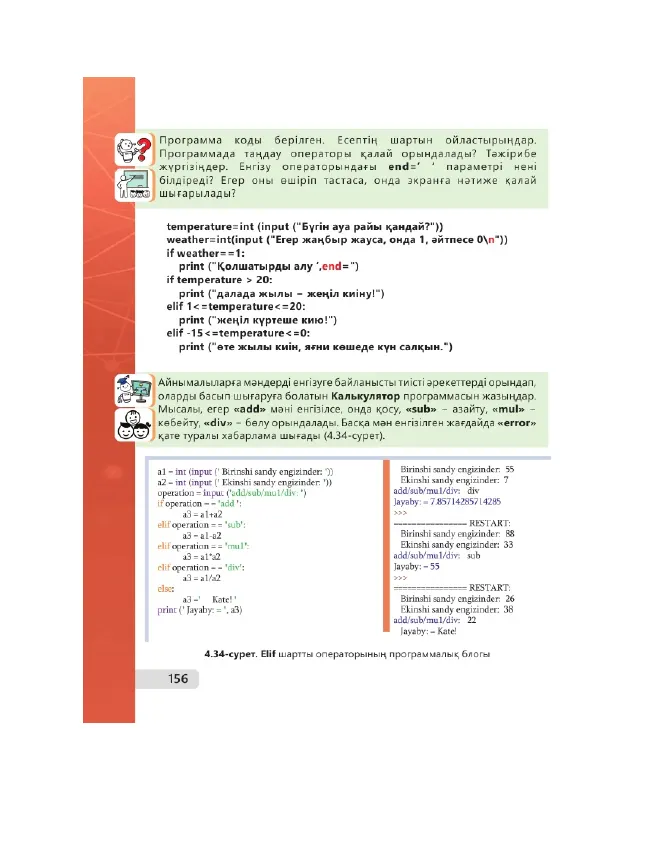 Программа коды берілген. Есептің шартын ойластырыңдар.
Программада таңдау операторы қалай орындалады? Тәжірибе
жүргізіңдер. Енгізу операторындағы end=’ ‘ параметрі нені
білдіреді? Егер оны өшіріп тастаса, онда экранға нәтиже қалай
шығарылады?
temperature=int (input ("Бүгін ауа райы қандай?"))
weather=int(input ("Егер жаңбыр жауса, онда 1, әйтпесе 0\n"))
if weather==1:
print ("Қолшатырды алу ’,end=")
if temperature > 20:
print ("далада жылы – жеңіл киіну!")
elif 1<=temperature<=20:
print ("жеңіл күртеше кию!")
elif -15<=temperature<=0:
print ("өте жылы киін, яғни көшеде күн салқын.")
Айнымалыларға мәндерді енгізуге байланысты тиісті әрекеттерді орындап,
оларды басып шығаруға болатын Калькулятор программасын жазыңдар.
Мысалы, егер «add» мәні енгізілсе, онда қосу, «sub» – азайту, «mul» –
көбейту, «div» – бөлу орындалады. Басқа мән енгізілген жағдайда «error»
қате туралы хабарлама шығады (4.34-сурет).
a1 = int (input (' Birinshi sandy engizinder: '))
a2 = int (input (' Ekinshi sandy engizinder: '))
operation = input ('add/sub/mu1/div: ")
if operation = = 'add ':
a3 = a1+a2
elif operation = = 'sub':
a3 = a1-a2
elif operation = = "mu1":
a3 = a1*a2
elif operation = = 'div':
a3 = a1/a2
else:
a3 =' Kate! '
print (' Jayaby: = ', a3)
Birinshi sandy engizinder: 55
Ekinshi sandy engizinder: 7
add/sub/mu1/div: div
Jayaby: = 7.85714285714285
>>>
================ RESTART:
Birinshi sandy engizinder: 88
Ekinshi sandy engizinder: 33
add/sub/mu1/div: sub
Jayaby: = 55
>>>
================ RESTART:
Birinshi sandy engizinder: 26
Ekinshi sandy engizinder: 38
add/sub/mu1/div: 22
Jayaby: = Kate!
4.34-сурет. Elif шартты операторының программалық блогы
156